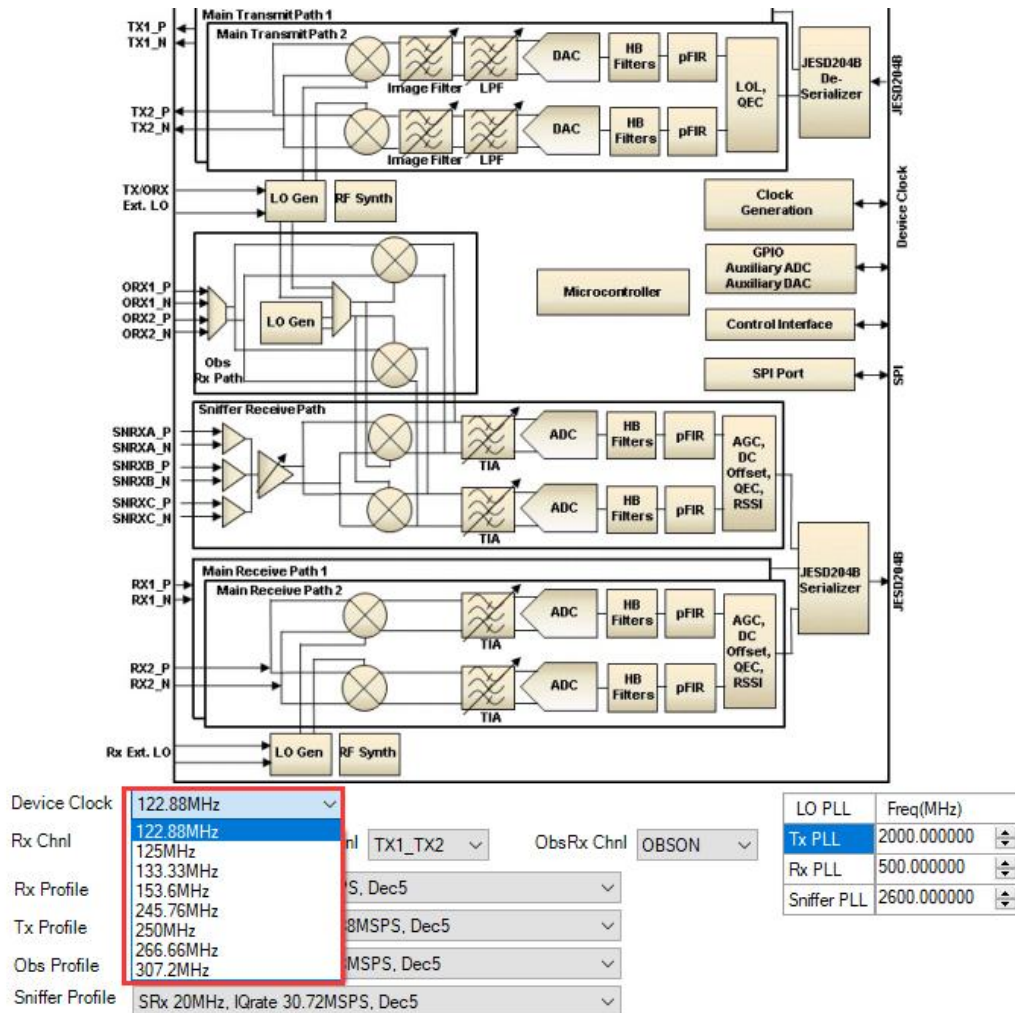 Main Transmit Path 1
Main Transmit Path 2
TX1_P
TX1_N
TX2_P
TX2_N
Image Filter
LPF
DAC
HB
Filters
pFIR
Image Filter
LPF
DAC
HB
Filters
pFIR
LOL,
QEC
JESD204B
De-
Serializer
JESD204B
TX/ORX
Ext. LO
LO Gen
RF Synth
Clock
Generation
Device Clock
GPIO
Auxiliary ADC
Auxiliary DAC
Microcontroller
Control Interface
SPI Port
SPI
ORX1_P
ORX1_N
ORX2_P
ORX2_N
LO Gen
Obs
Rx Path
Sniffer Receive Path
SNRXA_P
SNRXA_N
SNRXB_P
SNRXB_N
SNRXC_P
SNRXC_N
TIA
ADC
HB
Filters
pFIR
TIA
ADC
HB
Filters
pFIR
AGC,
DC
Offset,
QEC,
RSSI
JESD204B
Serializer
JESD204B
Main Receive Path 1
Main Receive Path 2
RX1_P
RX1_N
RX2_P
RX2_N
TIA
ADC
HB
Filters
pFIR
TIA
ADC
HB
Filters
pFIR
AGC,
DC
Offset,
QEC,
RSSI
Rx Ext. LO
LO Gen
RF Synth
Device Clock 122.88MHz
122.88MHz
125MHz
133.33MHz
153.6MHz
245.76MHz
250MHz
266.66MHz
307.2MHz
Rx Chnl
nl TX1_TX2
ObsRx Chnl OBSON
Rx Profile
PS, Dec5
Tx Profile
8MSPS, Dec5
Obs Profile
MSPS, Dec5
Sniffer Profile SRx 20MHz, IQrate 30.72MSPS, Dec5
LO PLL Freq(MHz)
Tx PLL 2000.000000
Rx PLL 500.000000
Sniffer PLL 2600.000000